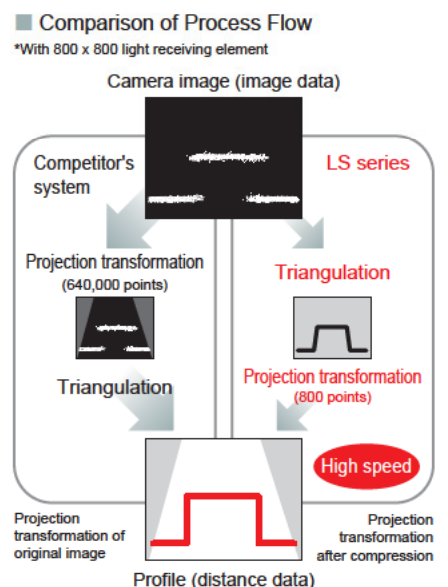 Comparison of Process Flow
*With 800 x 800 light receiving element
Camera image (image data)
Competitor's
system
LS series
Projection transformation
(640,000 points)
Triangulation
Triangulation
Projection transformation
(800 points)
High speed
Projection
transformation of
original image
Projection
transformation
after compression
Profile (distance data)